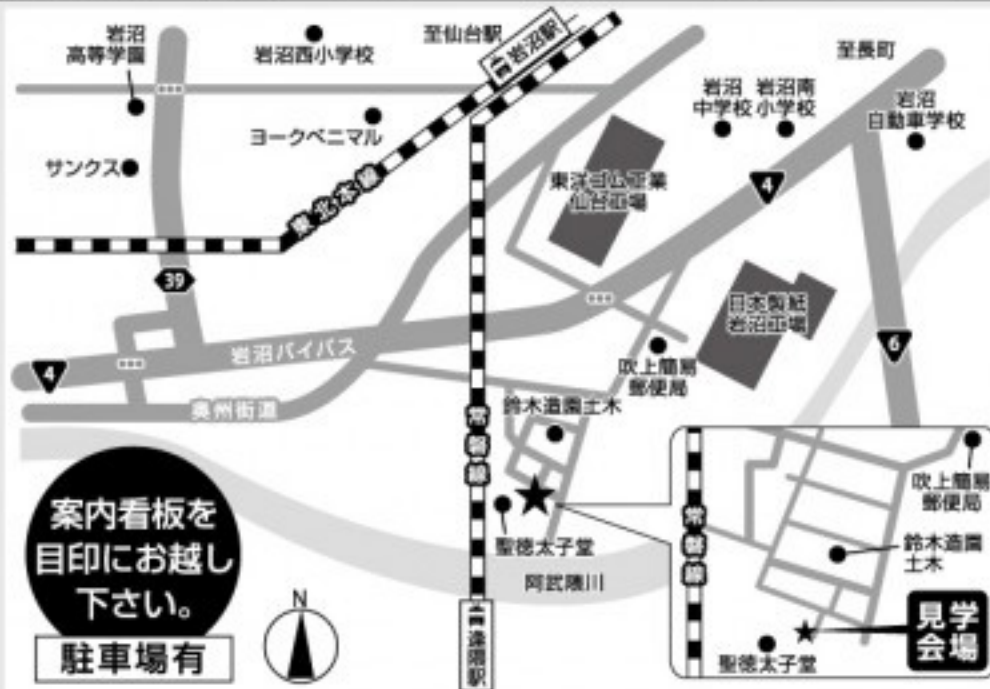 岩沼
高等学園
岩沼西小学校
至仙台駅
岩沼駅
至長町
岩沼
中学校
岩沼南
小学校
岩沼
自動車学校
ヨークベニマル
サンクス
東北本線
東洋ゴム工業
仙台工場
4
39
日本製紙
岩沼工場
岩沼バイパス
4
6
吹上簡易
郵便局
奥州街道
鈴木造園土木
常磐線
聖徳太子堂
阿武隈川
案内看板を
目印にお越し
下さい。
駐車場有
N
逢隈駅
吹上簡易
郵便局
常磐線
鈴木造園
土木
見学
会場
聖徳太子堂